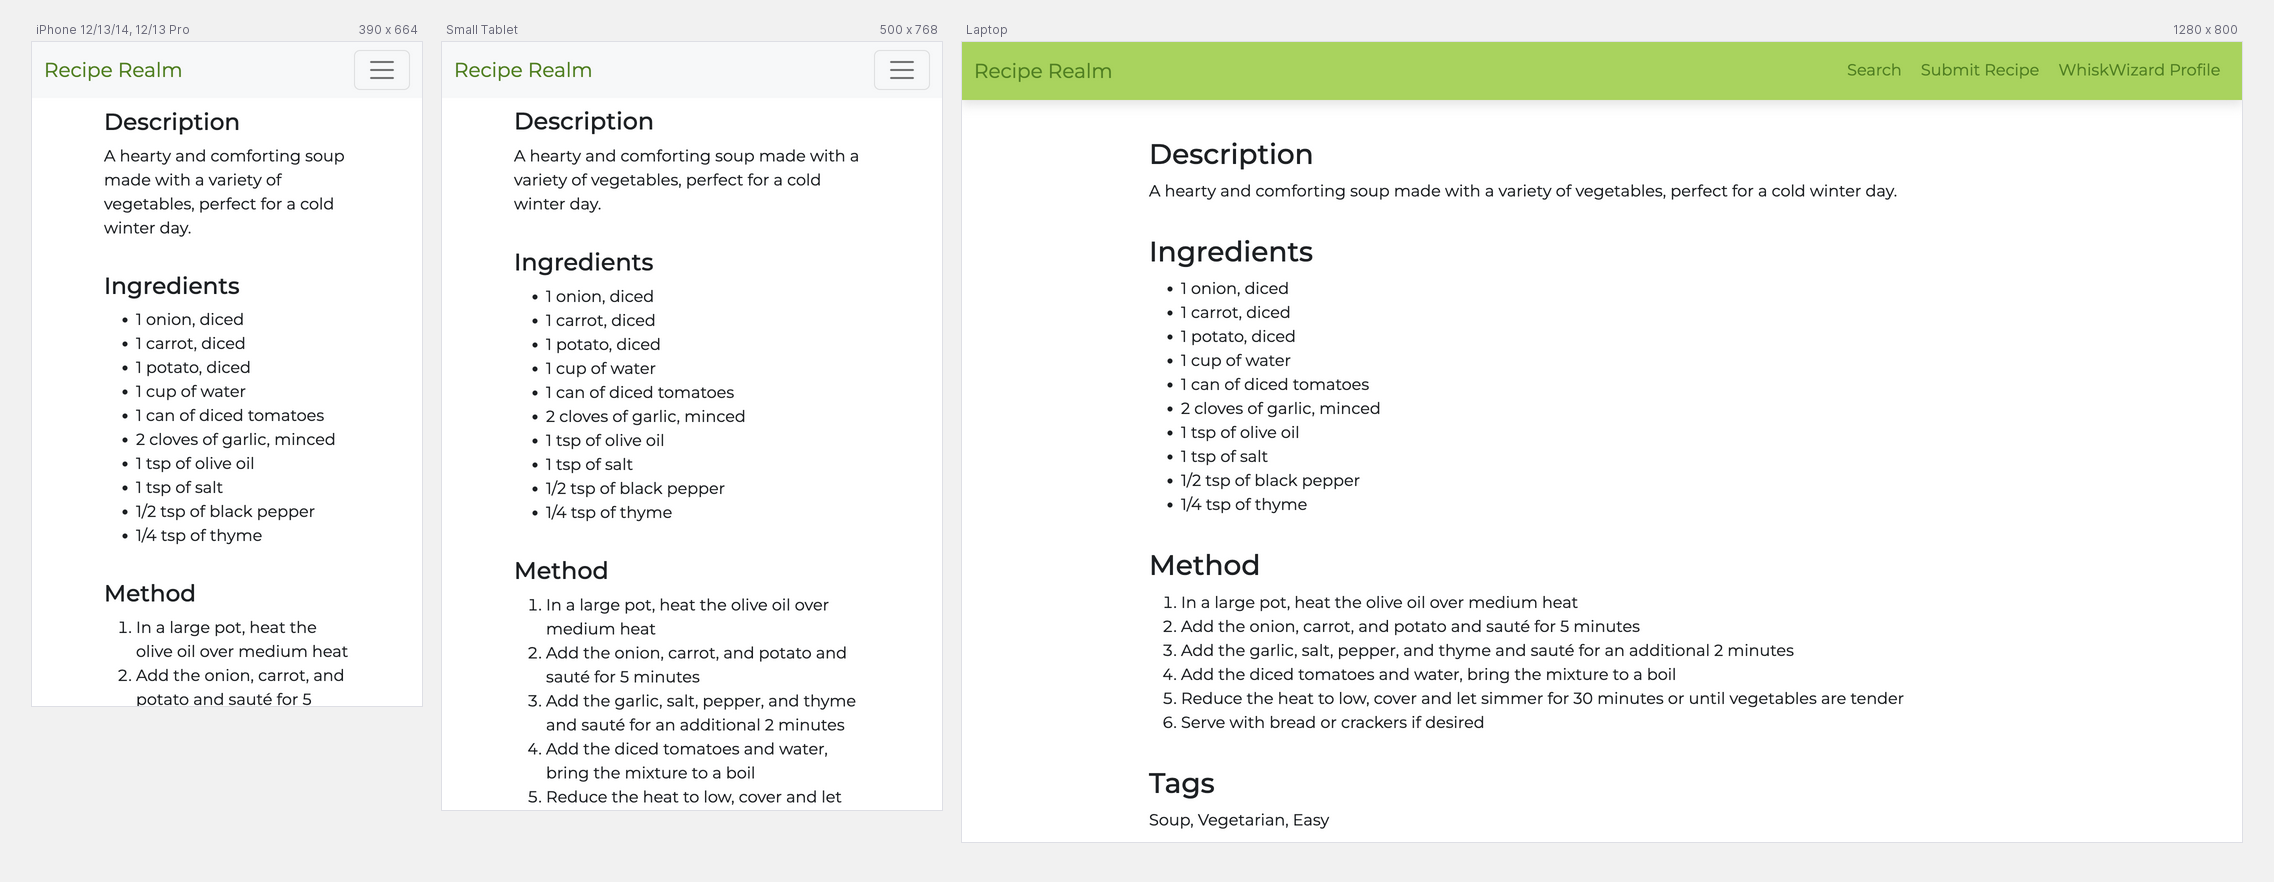 iPhone 12/13/14, 12/13 Pro 390 x 664
Recipe Realm
Description
A hearty and comforting soup
made with a variety of
vegetables, perfect for a cold
winter day.
Ingredients
• 1 onion, diced
• 1 carrot, diced
• 1 potato, diced
• 1 cup of water
• 1 can of diced tomatoes
• 2 cloves of garlic, minced
• 1 tsp of olive oil
• 1 tsp of salt
• 1/2 tsp of black pepper
• 1/4 tsp of thyme
Method
1. In a large pot, heat the
olive oil over medium heat
2. Add the onion, carrot, and
potato and sauté for 5
Small Tablet 500 x 768
Recipe Realm
Description
A hearty and comforting soup made with a
variety of vegetables, perfect for a cold
winter day.
Ingredients
• 1 onion, diced
• 1 carrot, diced
• 1 potato, diced
• 1 cup of water
• 1 can of diced tomatoes
• 2 cloves of garlic, minced
• 1 tsp of olive oil
• 1 tsp of salt
• 1/2 tsp of black pepper
• 1/4 tsp of thyme
Method
1. In a large pot, heat the olive oil over
medium heat
2. Add the onion, carrot, and potato and
sauté for 5 minutes
3. Add the garlic, salt, pepper, and thyme
and sauté for an additional 2 minutes
4. Add the diced tomatoes and water,
bring the mixture to a boil
5. Reduce the heat to low, cover and let
Laptop 1280 x 800
Recipe Realm Search Submit Recipe WhiskWizard Profile
Description
A hearty and comforting soup made with a variety of vegetables, perfect for a cold winter day.
Ingredients
• 1 onion, diced
• 1 carrot, diced
• 1 potato, diced
• 1 cup of water
• 1 can of diced tomatoes
• 2 cloves of garlic, minced
• 1 tsp of olive oil
• 1 tsp of salt
• 1/2 tsp of black pepper
• 1/4 tsp of thyme
Method
1. In a large pot, heat the olive oil over medium heat
2. Add the onion, carrot, and potato and sauté for 5 minutes
3. Add the garlic, salt, pepper, and thyme and sauté for an additional 2 minutes
4. Add the diced tomatoes and water, bring the mixture to a boil
5. Reduce the heat to low, cover and let simmer for 30 minutes or until vegetables are tender
6. Serve with bread or crackers if desired
Tags
Soup, Vegetarian, Easy